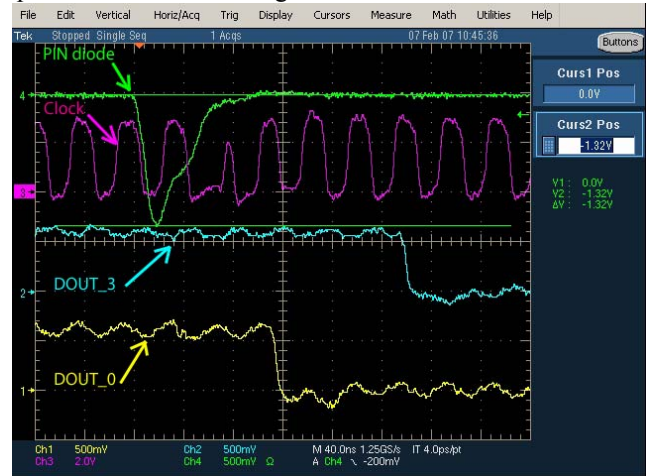 File Edit Vertical Horiz/Acq Trig Display Cursors Measure Math Utilities Help
Tek Stopped Single Seq 1 Acqs 07 Feb 07 10:45:36 Buttons
PIN diode
Curs1 Pos
0.0V
4
Clock
Curs2 Pos
-1.32V
V1: 0.0V
V2: -1.32V
ΔV: -1.32V
3
DOUT_3
2
DOUT_0
1
Ch1 500mV Ch2 500mV M 40.0ns 1.25GS/s IT 4.0ps/pt
Ch3 2.0V Ch4 500mV Ω A Ch4 \ -200mV